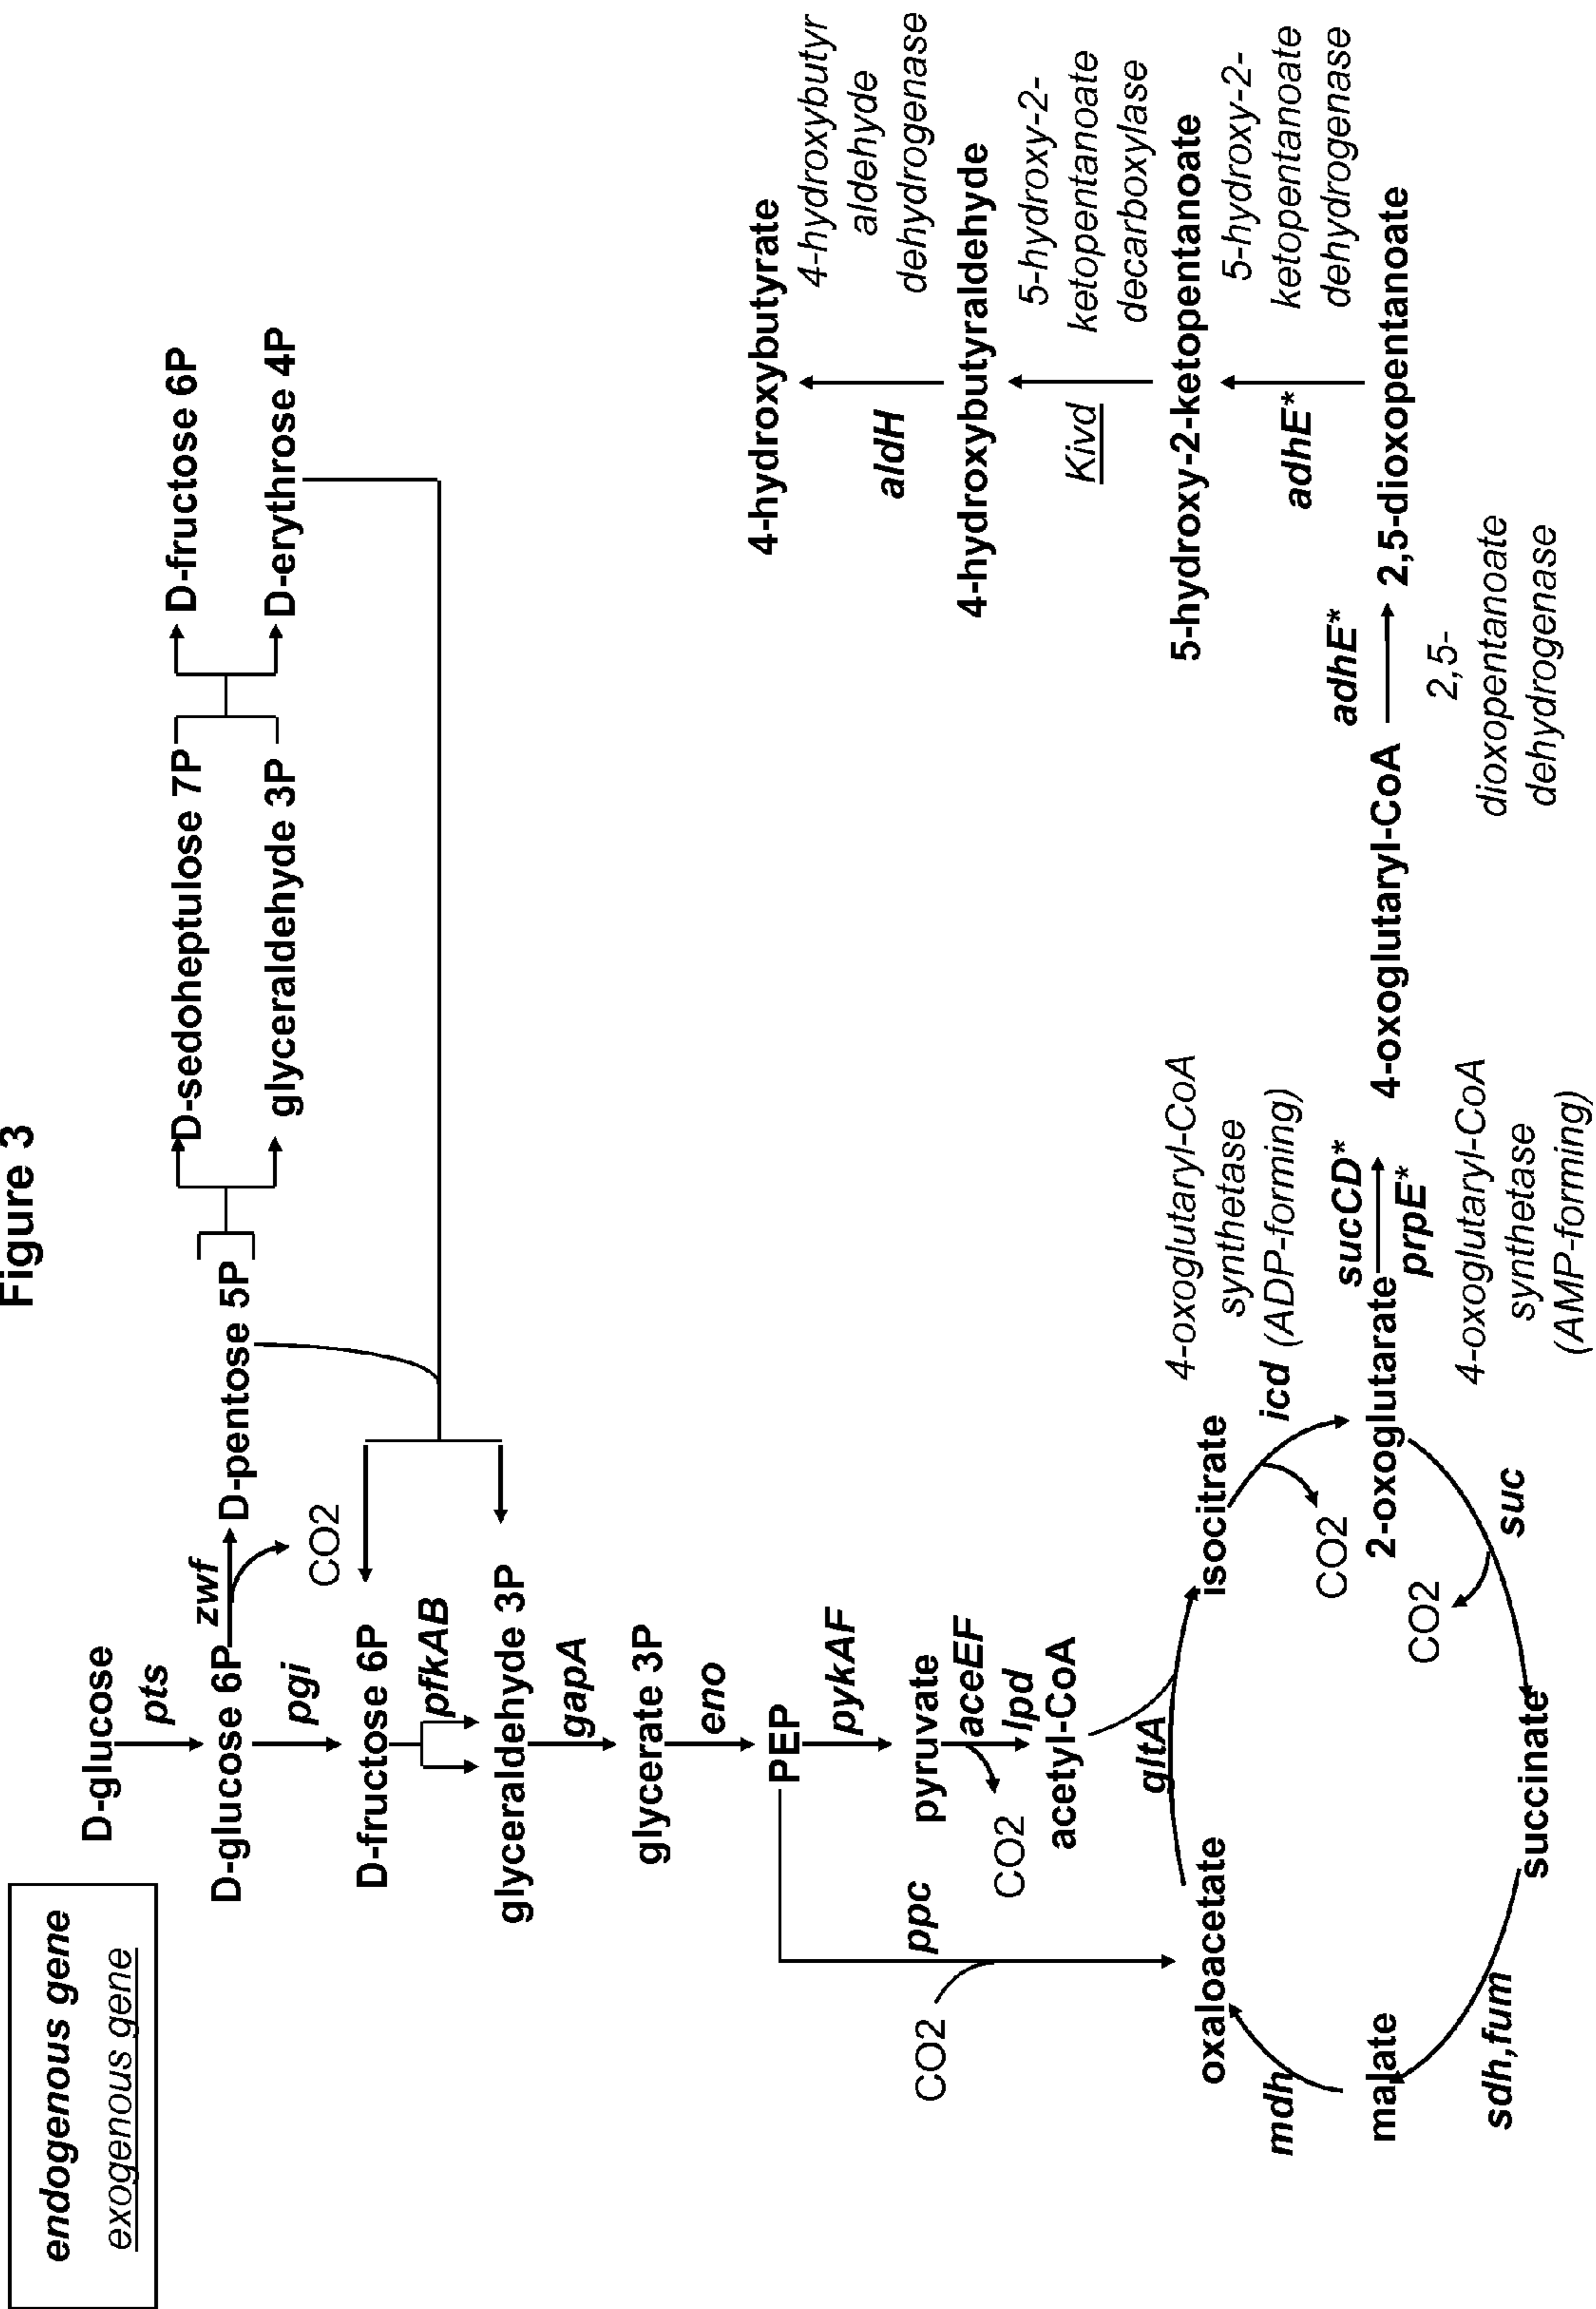 Figure 3
endogenous gene
exogenous gene
D-glucose
pts
D-glucose 6P
zwf
D-pentose 5P
CO2
D-sedoheptulose 7P
glyceraldehyde 3P
D-fructose 6P
D-erythrose 4P
pgi
D-fructose 6P
pfkAB
glyceraldehyde 3P
gapA
glycerate 3P
eno
PEP
pykAF
pyruvate
aceEF
lpd
CO2
acetyl-CoA
ppc
CO2
gltA
oxaloacetate
isocitrate
icd
CO2
2-oxoglutarate
suc
CO2
succinate
sdh,fum
malate
mdh
4-oxoglutaryl-CoA
synthetase
(ADP-forming)
sucCD*
prpE*
4-oxoglutaryl-CoA
synthetase
(AMP-forming)
4-oxoglutaryl-CoA
adhE*
2,5-
dioxopentanoate
dehydrogenase
2,5-dioxopentanoate
adhE*
5-hydroxy-2-
ketopentanoate
dehydrogenase
5-hydroxy-2-ketopentanoate
Kivd
5-hydroxy-2-
ketopentanoate
decarboxylase
4-hydroxybutyraldehyde
aldH
4-hydroxybutyr
aldehyde
dehydrogenase
4-hydroxybutyrate